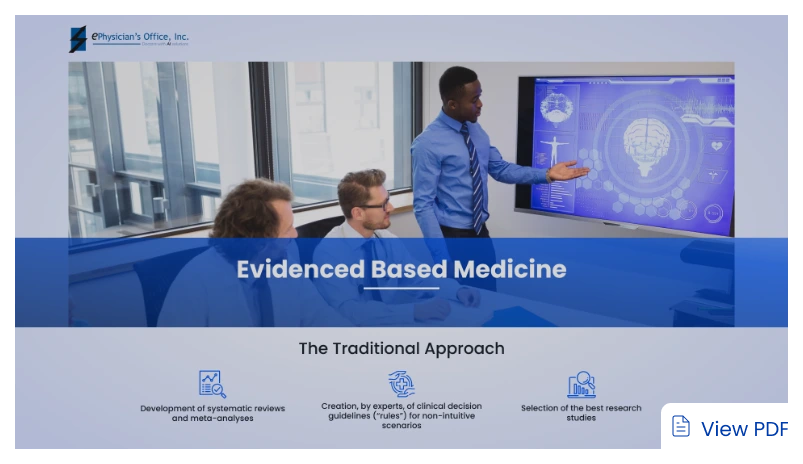 ePhysician's Office, Inc.
Evidenced Based Medicine
The Traditional Approach
Development of systematic reviews
and meta-analyses
Creation, by experts, of clinical decision
guidelines ("rules") for non-intuitive
scenarios
Selection of the best research
studies
View PDF